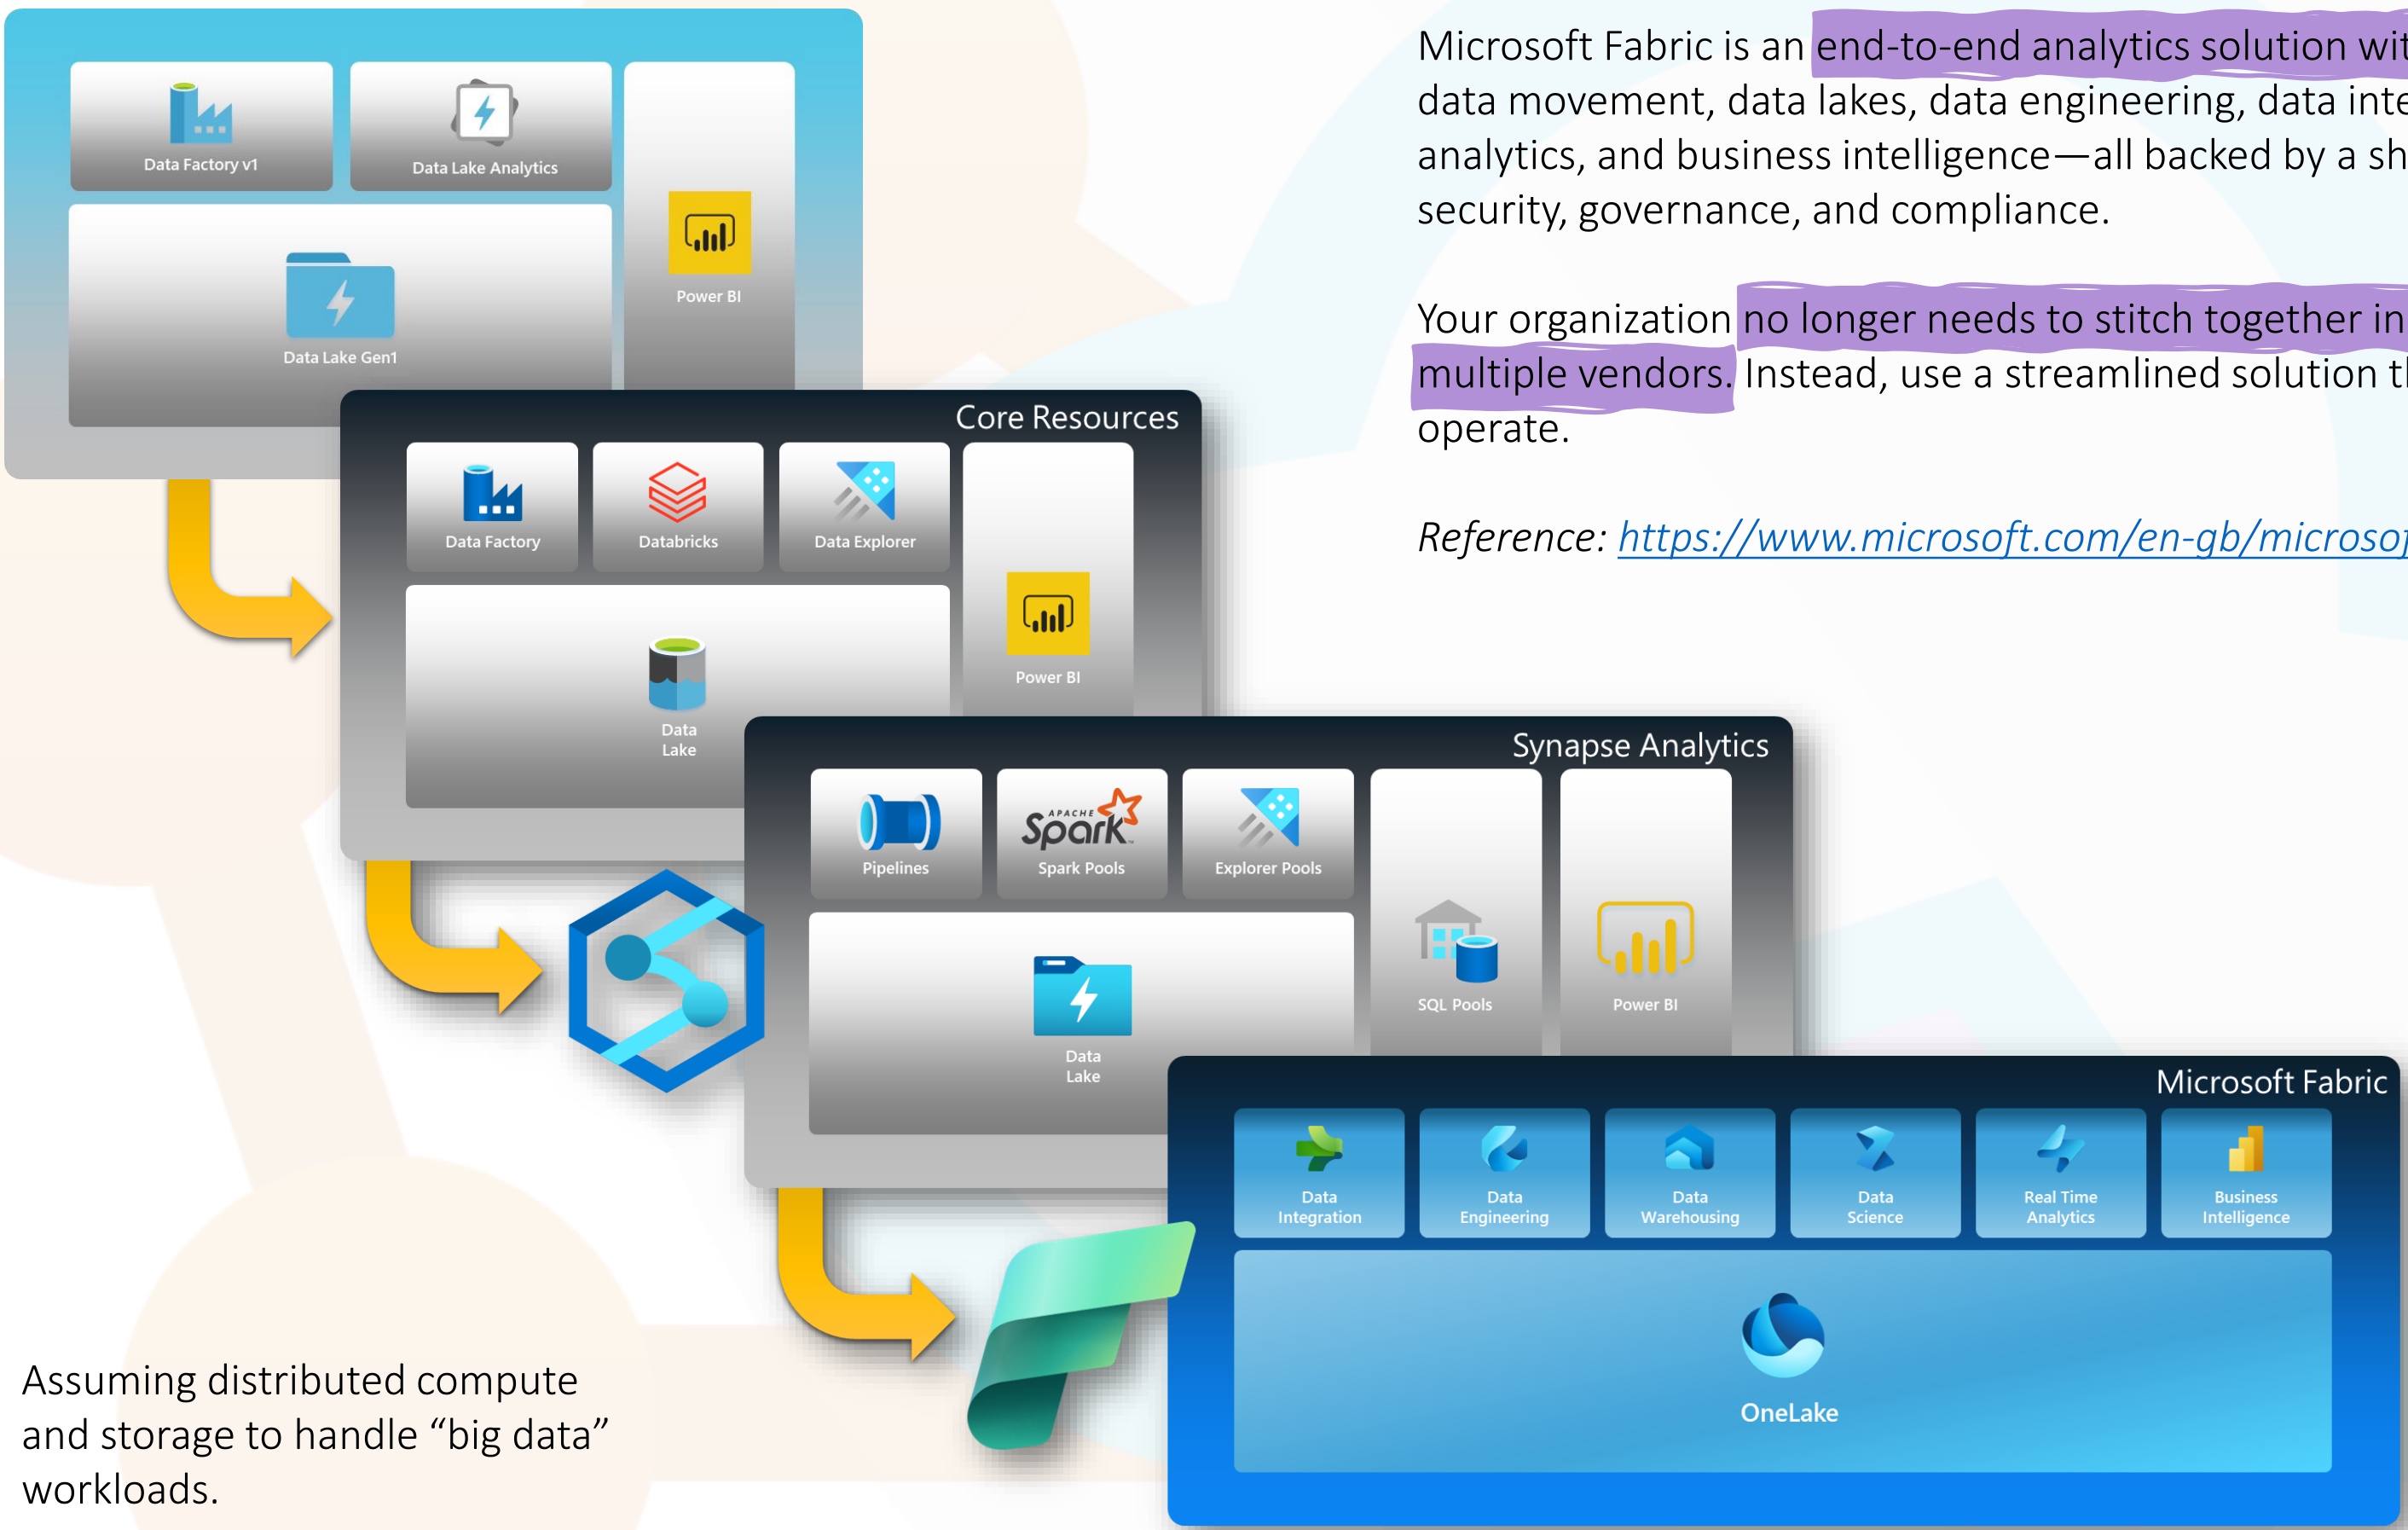 Microsoft Fabric is an end-to-end analytics solution
data movement, data lakes, data engineering, data
analytics, and business intelligence—all backed by a
security, governance, and compliance.
Your organization no longer needs to stitch together
multiple vendors. Instead, use a streamlined solution
operate.
Reference: https://www.microsoft.com/en-gb/microsof
Data Factory v1
Data Lake Analytics
Power BI
Data Lake Gen1
Core Resources
Data Factory
Databricks
Data Explorer
Power BI
Data
Lake
Synapse Analytics
Pipelines
APACHE
Spark
Spark Pools
Explorer Pools
SQL Pools
Power BI
Data
Lake
Microsoft Fabric
Data
Integration
Data
Engineering
Data
Warehousing
Data
Science
Real Time
Analytics
Business
Intelligence
OneLake
Assuming distributed compute
and storage to handle “big data”
workloads.